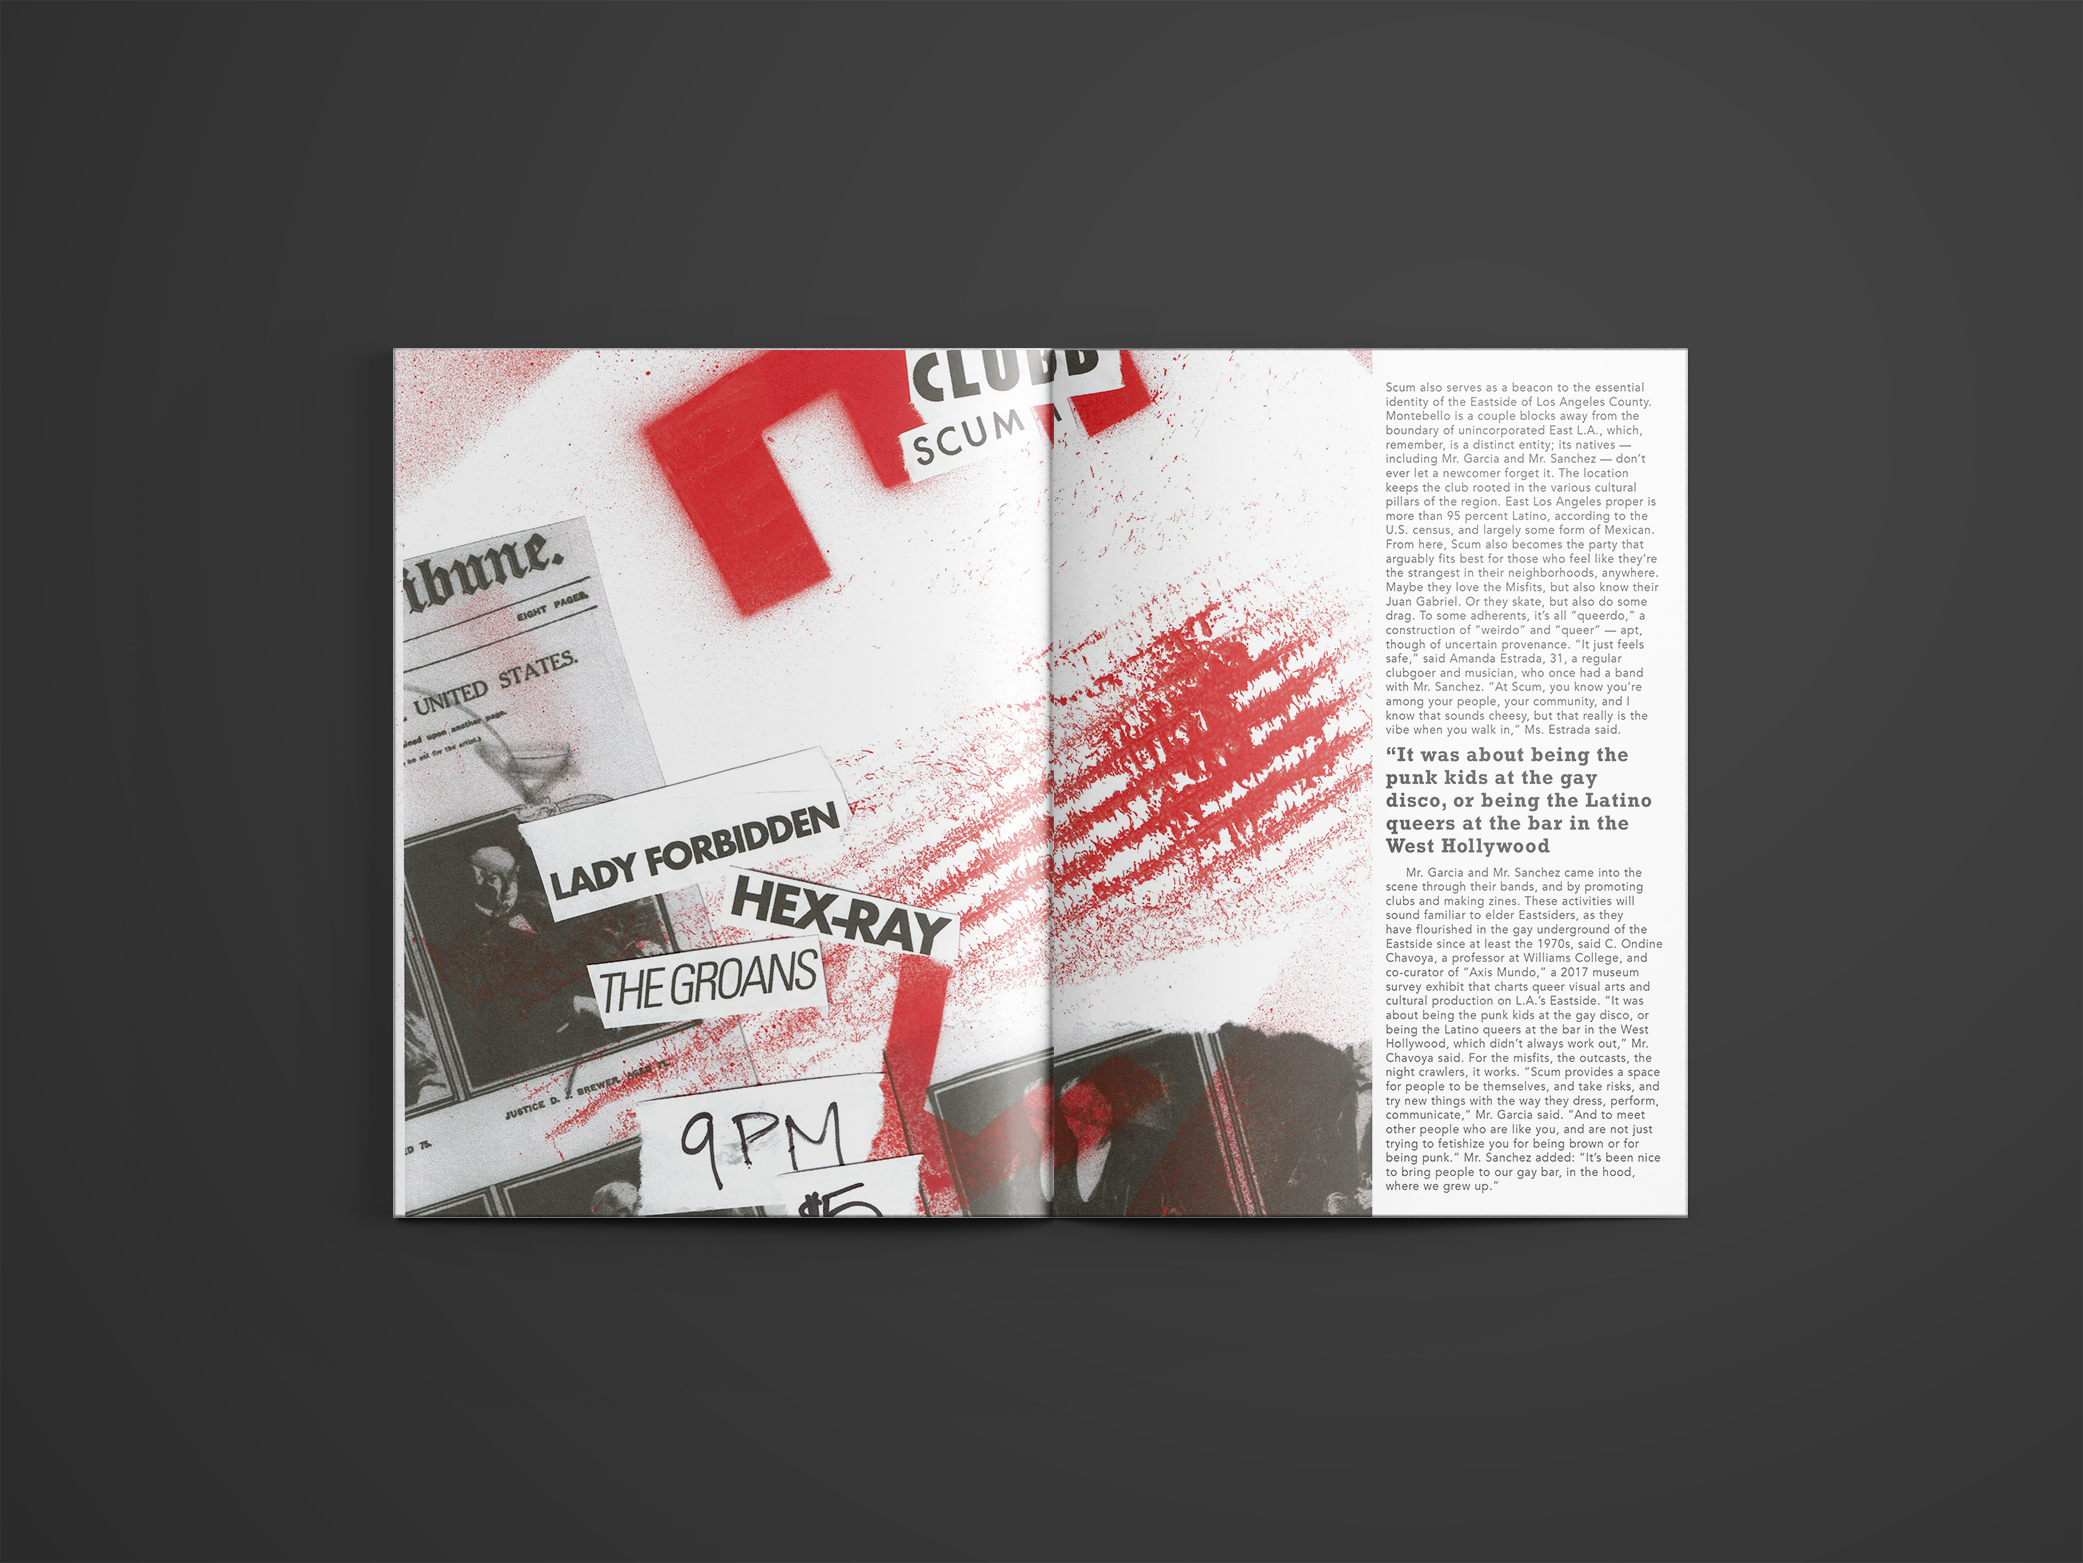 CLUBB
SCUM
ibune.
EIGHT PAGES.
UNITED STATES.
upon another page.
LADY FORBIDDEN
HEX-RAY
THE GROANS
JUSTICE D. J. BREWER, AGED 71.
ED 75.
9PM
$5
Scum also serves as a beacon to the essential
identity of the Eastside of Los Angeles County.
Montebello is a couple blocks away from the
boundary of unincorporated East L.A., which,
remember, is a distinct entity; its natives —
including Mr. Garcia and Mr. Sanchez — don’t
ever let a newcomer forget it. The location
keeps the club rooted in the various cultural
pillars of the region. East Los Angeles proper is
more than 95 percent Latino, according to the
U.S. census, and largely some form of Mexican.
From here, Scum also becomes the party that
arguably fits best for those who feel like they’re
the strangest in their neighborhoods, anywhere.
Maybe they love the Misfits, but also know their
Juan Gabriel. Or they skate, but also do some
drag. To some adherents, it’s all “queerdo,” a
construction of “weirdo” and “queer” — apt,
though of uncertain provenance. “It just feels
safe,” said Amanda Estrada, 31, a regular
clubgoer and musician, who once had a band
with Mr. Sanchez. “At Scum, you know you’re
among your people, your community, and I
know that sounds cheesy, but that really is the
vibe when you walk in,” Ms. Estrada said.
“It was about being the
punk kids at the gay
disco, or being the Latino
queers at the bar in the
West Hollywood
Mr. Garcia and Mr. Sanchez came into the
scene through their bands, and by promoting
clubs and making zines. These activities will
sound familiar to elder Eastsiders, as they
have flourished in the gay underground of the
Eastside since at least the 1970s, said C. Ondine
Chavoya, a professor at Williams College, and
co-curator of “Axis Mundo,” a 2017 museum
survey exhibit that charts queer visual arts and
cultural production on L.A.’s Eastside. “It was
about being the punk kids at the gay disco, or
being the Latino queers at the bar in the West
Hollywood, which didn’t always work out,” Mr.
Chavoya said. For the misfits, the outcasts, the
night crawlers, it works. “Scum provides a space
for people to be themselves, and take risks, and
try new things with the way they dress, perform,
communicate,” Mr. Garcia said. “And to meet
other people who are like you, and are not just
trying to fetishize you for being brown or for
being punk.” Mr. Sanchez added: “It’s been nice
to bring people to our gay bar, in the hood,
where we grew up.”